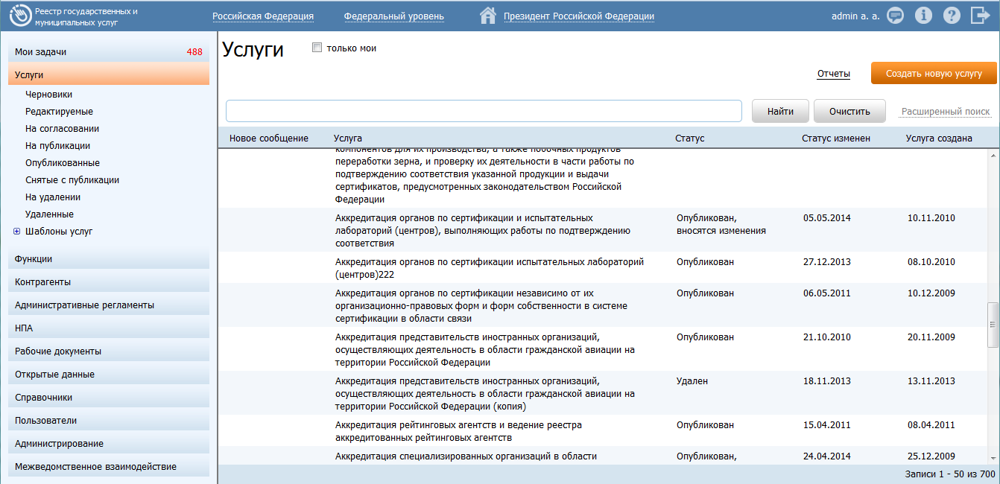 Реестр государственных и
муниципальных услуг
Российская Федерация
Федеральный уровень
Президент Российской Федерации
admin a. a.
Мои задачи 488
Услуги
Черновики
Редактируемые
На согласовании
На публикации
Опубликованные
Снятые с публикации
На удалении
Удаленные
Шаблоны услуг
Функции
Контрагенты
Административные регламенты
НПА
Рабочие документы
Открытые данные
Справочники
Пользователи
Администрирование
Межведомственное взаимодействие
Услуги
только мои
Отчеты
Создать новую услугу
Найти
Очистить
Расширенный поиск
Новое сообщение Услуга Статус Статус изменен Услуга создана
компонентов для их производства, а также побочных продуктов
переработки зерна, и проверку их деятельности в части работы по
подтверждению соответствия указанной продукции и выдачи
сертификатов, предусмотренных законодательством Российской
Федерации
Аккредитация органов по сертификации и испытательных Опубликован, 05.05.2014 10.11.2010
лабораторий (центров), выполняющих работы по подтверждению вносятся изменения
соответствия
Аккредитация органов по сертификации испытательных лабораторий Опубликован 27.12.2013 08.10.2010
(центров)222
Аккредитация органов по сертификации независимо от их Опубликован 06.05.2011 10.12.2009
организационно-правовых форм и форм собственности в системе
сертификации в области связи
Аккредитация представительств иностранных организаций, Опубликован 21.10.2010 20.11.2009
осуществляющих деятельность в области гражданской авиации на
территории Российской Федерации
Аккредитация представительств иностранных организаций, Удален 18.11.2013 13.11.2013
осуществляющих деятельность в области гражданской авиации на
территории Российской Федерации (копия)
Аккредитация рейтинговых агентств и ведение реестра Опубликован 15.04.2011 08.04.2011
аккредитованных рейтинговых агентств
Аккредитация специализированных организаций в области Опубликован, 24.04.2014 25.12.2009
Записи 1 - 50 из 700